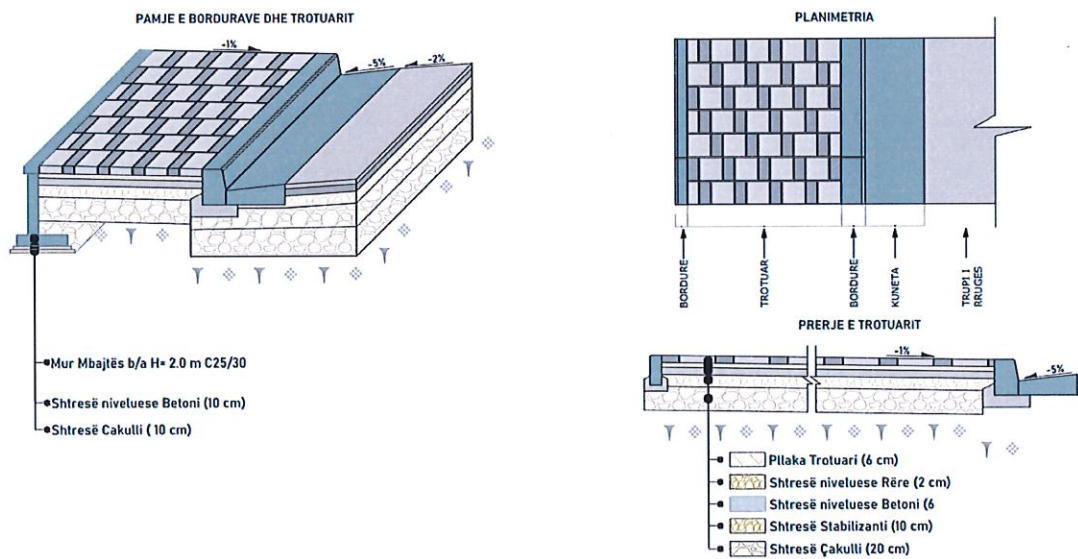 PAMJE E BORDURAVE DHE TROTUARIT
-1%
-5%
-2%
Mur Mbajtës b/a H= 2.0 m C25/30
Shtresë niveluese Betoni (10 cm)
Shtresë Cakulli ( 10 cm)
PLANIMETRIA
BORDURE
TROTUAR
BORDURE
KUNETA
TRUPI I
RRUGES
PRERJE E TROTUARIT
-1%
-5%
Pllaka Trotuari (6 cm)
Shtresë niveluese Rëre (2 cm)
Shtresë niveluese Betoni (6
Shtresë Stabilizanti (10 cm)
Shtresë Çakulli (20 cm)